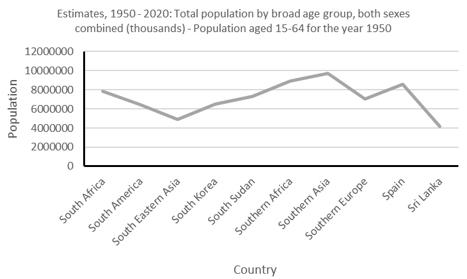 Estimates, 1950 - 2020: Total population by broad age group, both sexes
combined (thousands) - Population aged 15-64 for the year 1950
Population
12000000
10000000
8000000
6000000
4000000
2000000
0
South Africa
South America
South Eastern Asia
South Korea
South Sudan
Southern Africa
Southern Asia
Southern Europe
Spain
Sri Lanka
Country